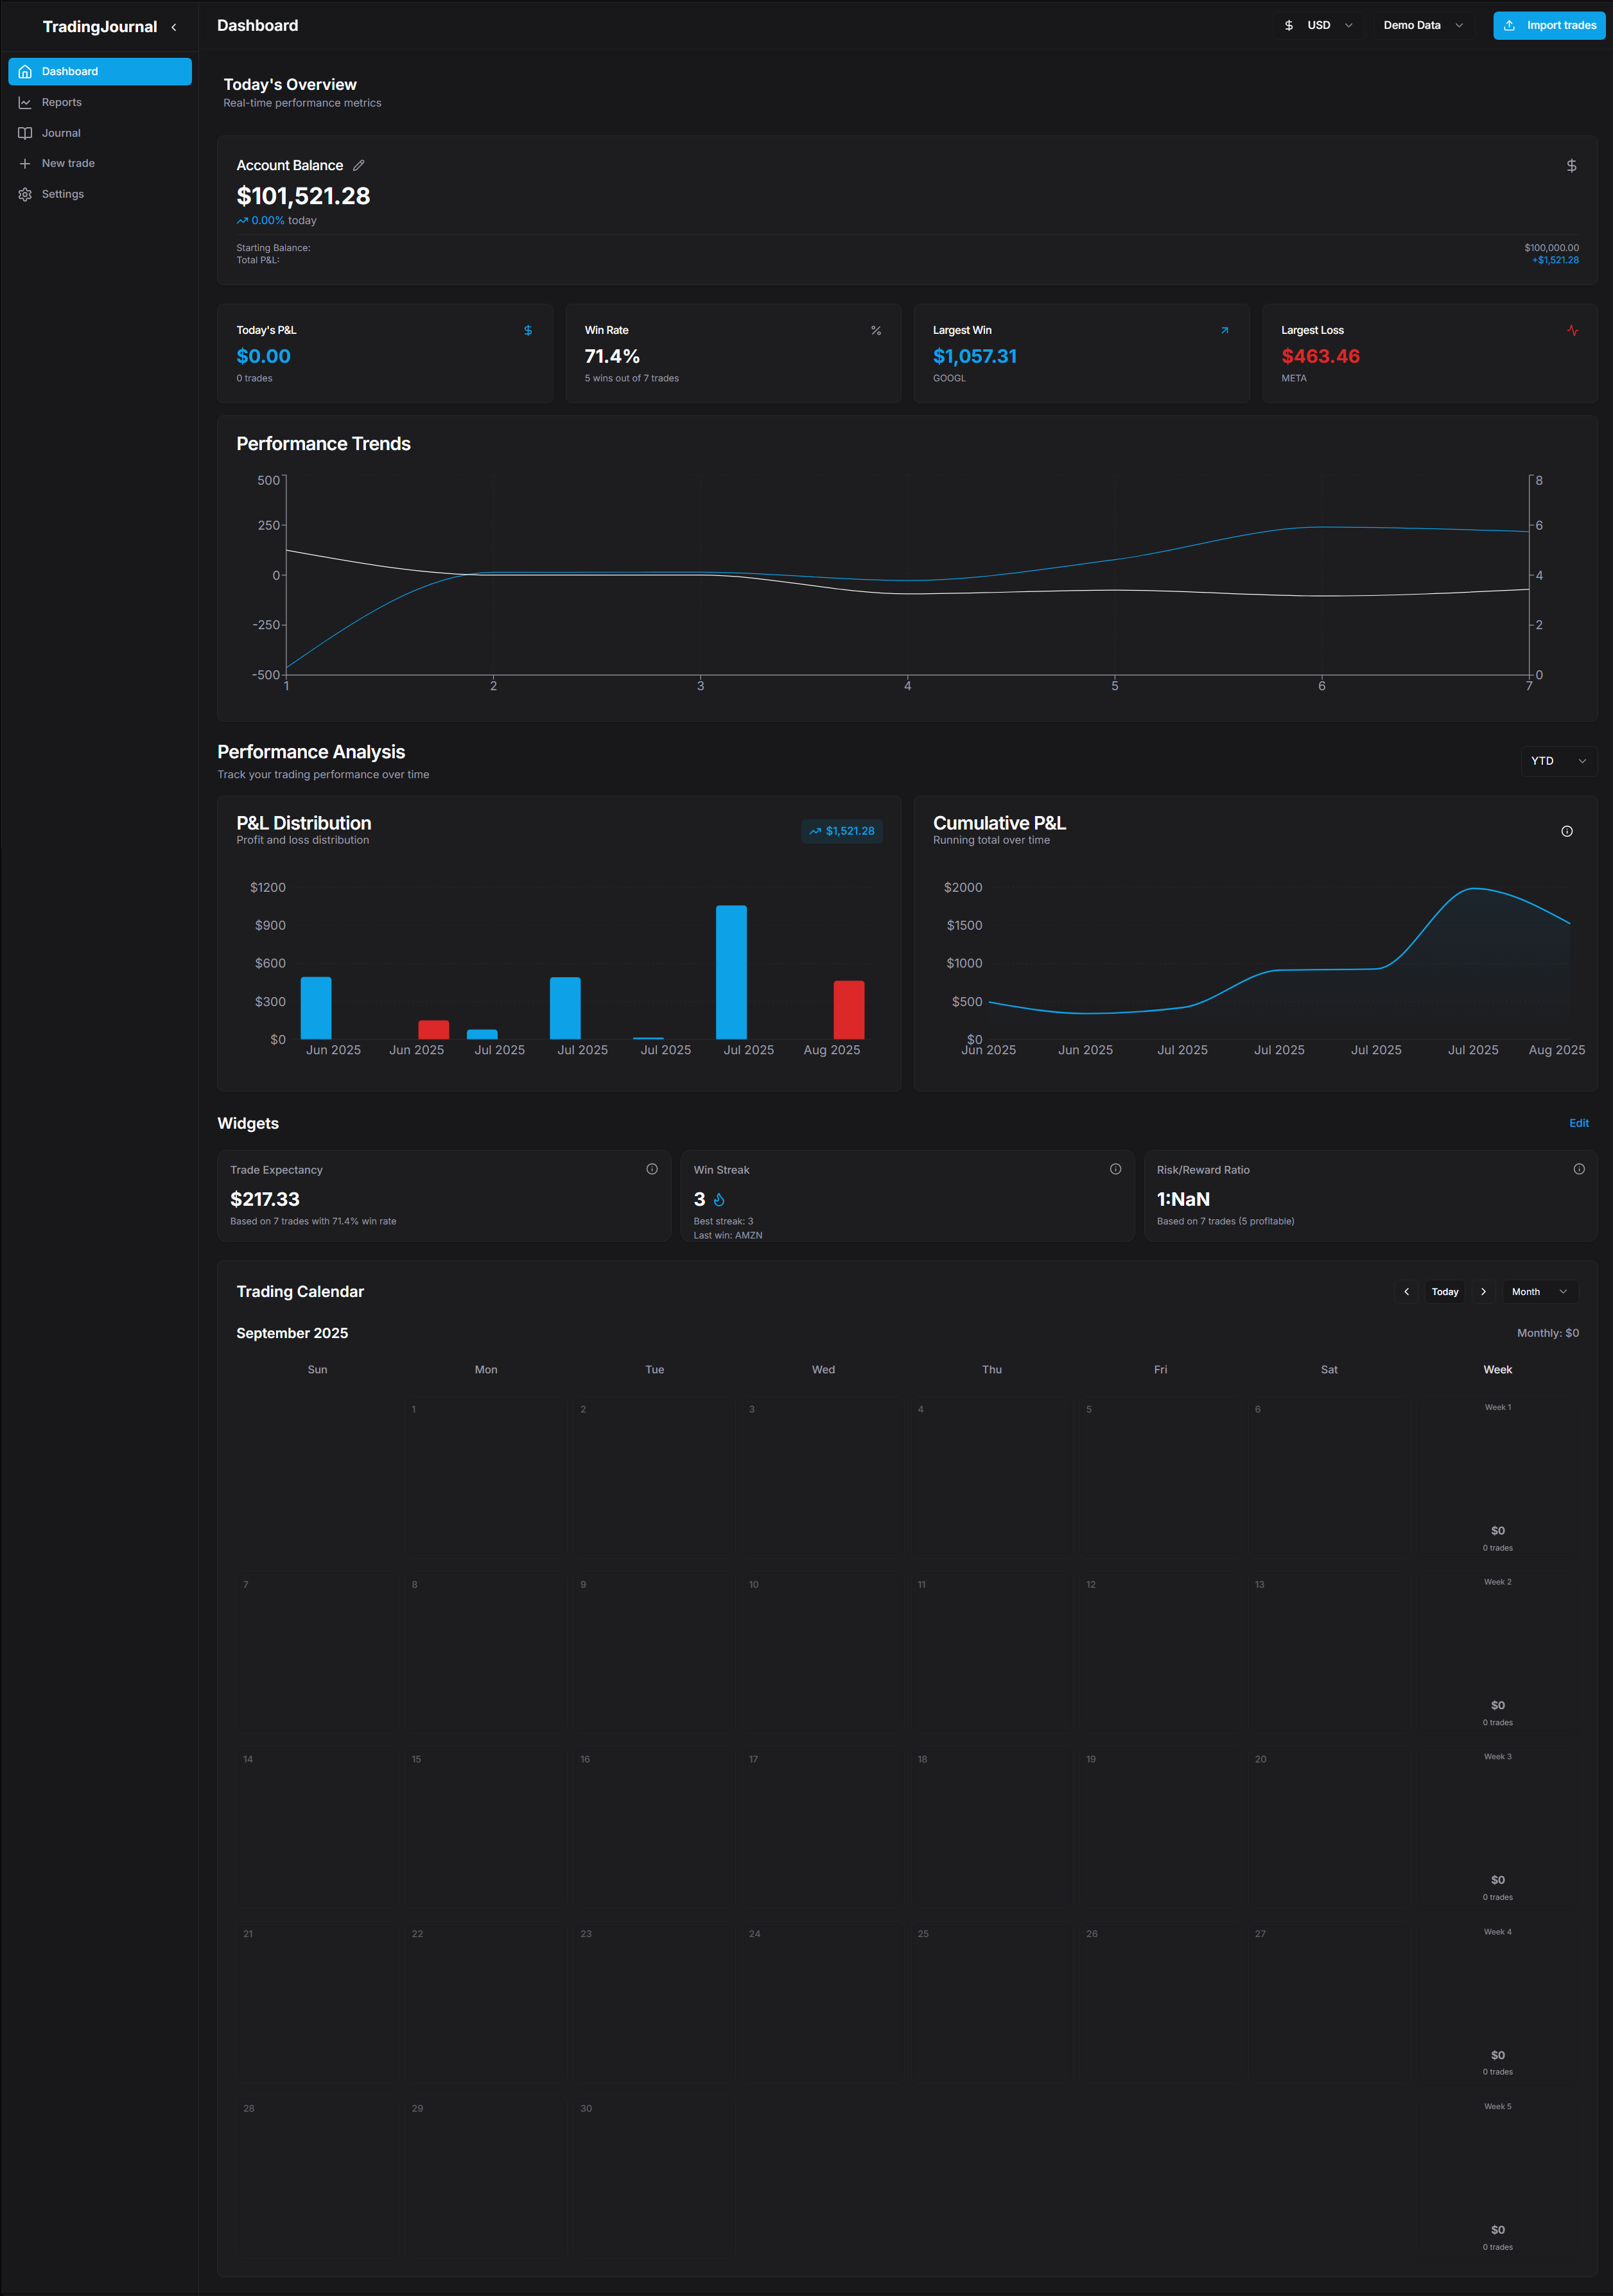 TradingJournal
Dashboard
Reports
Journal
New trade
Settings
Dashboard
USD
Demo Data
Import trades
Today's Overview
Real-time performance metrics
Account Balance
$101,521.28
0.00% today
Starting Balance: $100,000.00
Total P&L: +$1,521.28
Today's P&L
$0.00
0 trades
Win Rate
71.4%
5 wins out of 7 trades
Largest Win
$1,057.31
GOOGL
Largest Loss
$463.46
META
Performance Trends
500
250
0
-250
-500
8
6
4
2
0
1 2 3 4 5 6 7
Performance Analysis
Track your trading performance over time
YTD
P&L Distribution
Profit and loss distribution
$1,521.28
$1200
$900
$600
$300
$0
Jun 2025 Jun 2025 Jul 2025 Jul 2025 Jul 2025 Jul 2025 Aug 2025
Cumulative P&L
Running total over time
$2000
$1500
$1000
$500
$0
Jun 2025 Jun 2025 Jul 2025 Jul 2025 Jul 2025 Jul 2025 Aug 2025
Widgets
Edit
Trade Expectancy
$217.33
Based on 7 trades with 71.4% win rate
Win Streak
3
Best streak: 3
Last win: AMZN
Risk/Reward Ratio
1:NaN
Based on 7 trades (5 profitable)
Trading Calendar
Today
Month
September 2025
Monthly: $0
Sun Mon Tue Wed Thu Fri Sat Week
1 2 3 4 5 6 Week 1
$0
0 trades
7 8 9 10 11 12 13 Week 2
$0
0 trades
14 15 16 17 18 19 20 Week 3
$0
0 trades
21 22 23 24 25 26 27 Week 4
$0
0 trades
28 29 30 Week 5
$0
0 trades